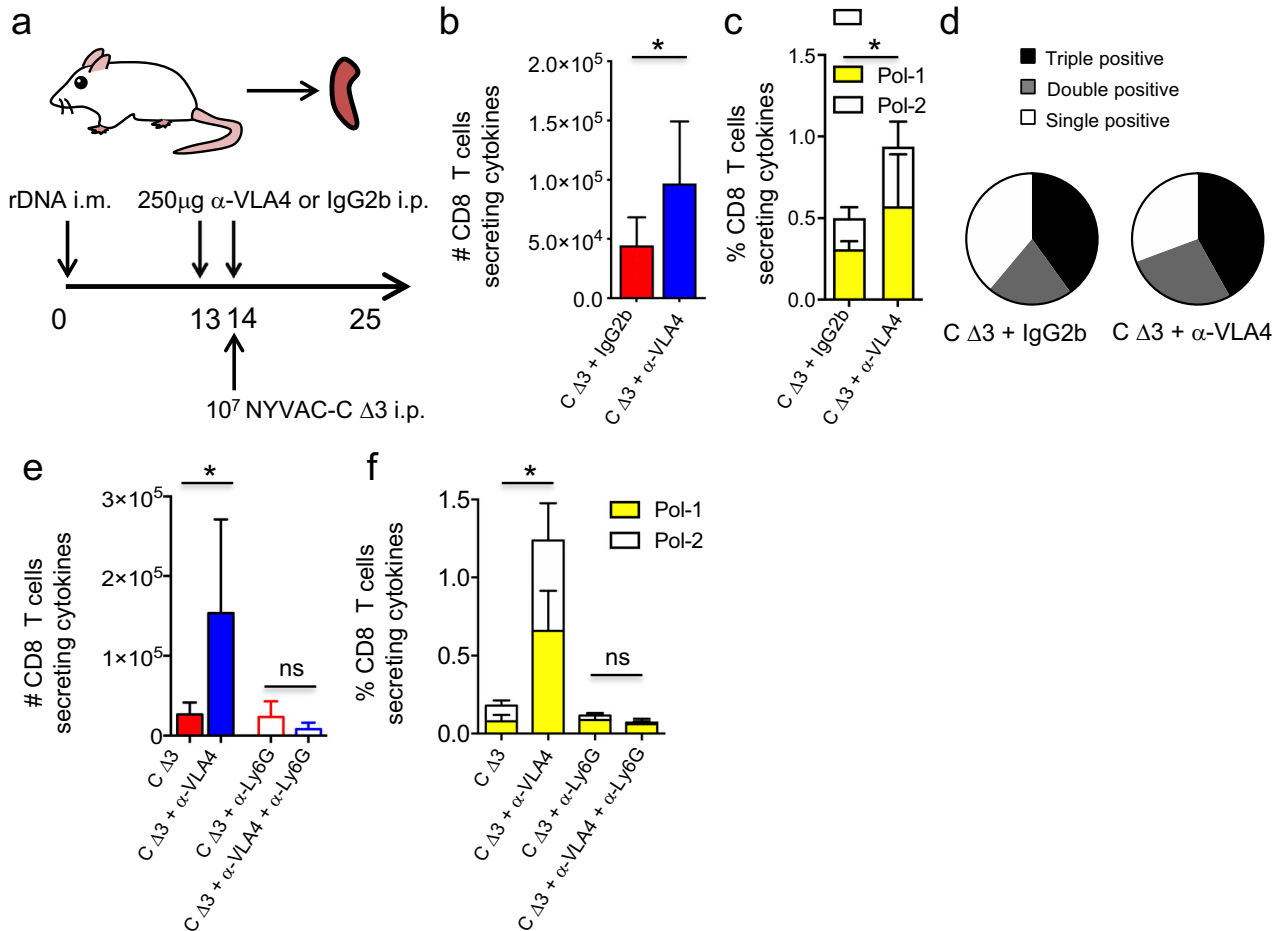 a
rDNA i.m.
250μg α-VLA4 or IgG2b i.p.
0
13
14
25
10⁷ NYVAC-C Δ3 i.p.
b
# CD8 T cells
secreting cytokines
2.0×10⁵
1.5×10⁵
1.0×10⁵
5.0×10⁴
0.0
*
C Δ3 + IgG2b
C Δ3 + α-VLA4
c
% CD8 T cells
secreting cytokines
1.5
1.0
0.5
0.0
*
Pol-1
Pol-2
C Δ3 + IgG2b
C Δ3 + α-VLA4
d
Triple positive
Double positive
Single positive
C Δ3 + IgG2b
C Δ3 + α-VLA4
e
# CD8 T cells
secreting cytokines
3×10⁵
2×10⁵
1×10⁵
0
*
ns
C Δ3
C Δ3 + α-VLA4
C Δ3 + α-Ly6G
C Δ3 + α-VLA4 + α-Ly6G
f
% CD8 T cells
secreting cytokines
1.5
1.0
0.5
0.0
*
ns
Pol-1
Pol-2
C Δ3
C Δ3 + α-VLA4
C Δ3 + α-Ly6G
C Δ3 + α-VLA4 + α-Ly6G